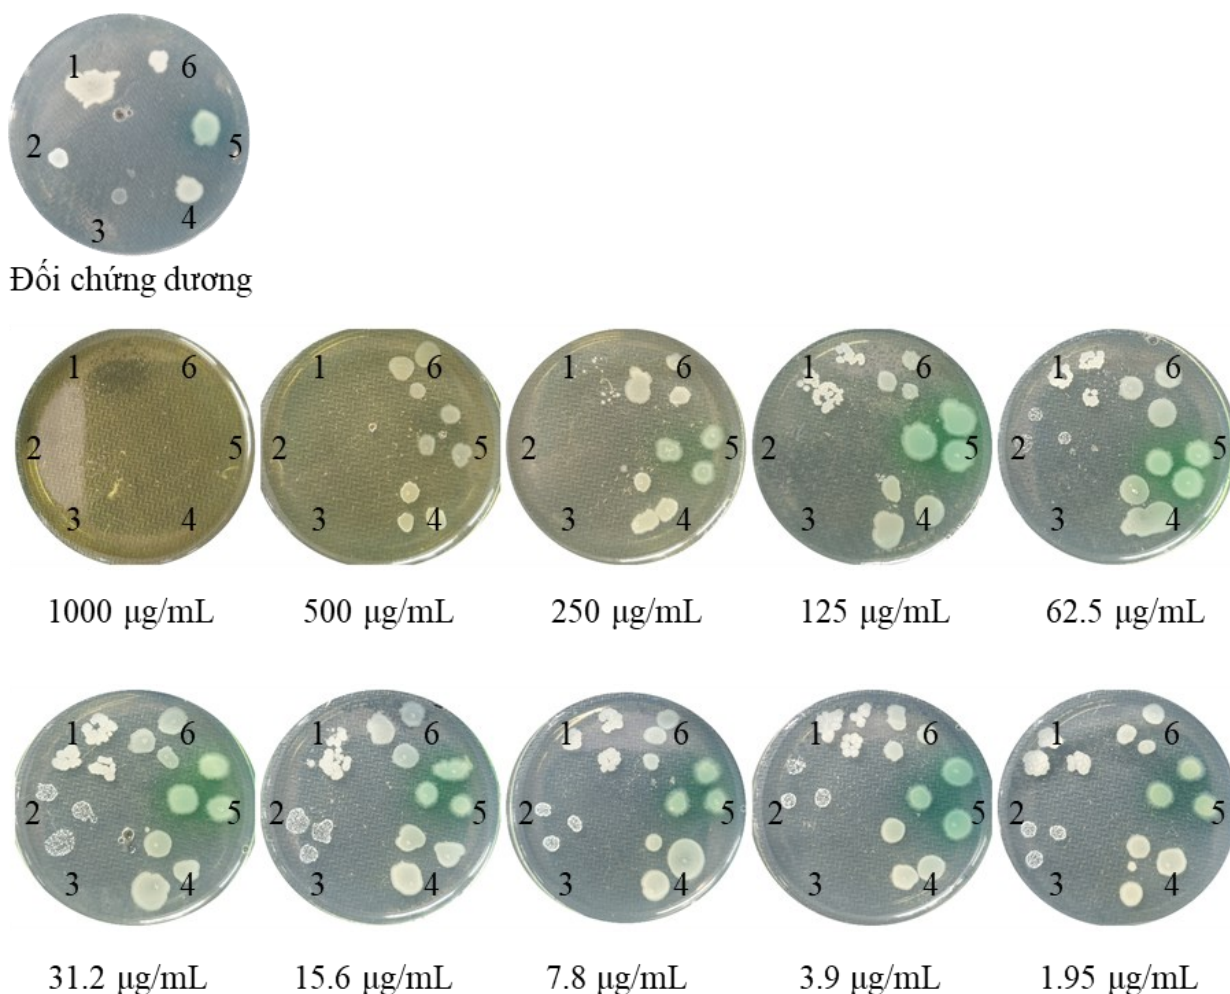 1 6
2 5
3 4
Đối chứng dương
1 6 1 6 1 6 1 6 1 6
2 5 2 5 2 5 2 5 2 5
3 4 3 4 3 4 3 4 3 4
1000 μg/mL 500 μg/mL 250 μg/mL 125 μg/mL 62.5 μg/mL
1 6 1 6 1 6 1 6 1 6
2 5 2 5 2 5 2 5 2 5
3 4 3 4 3 4 3 4 3 4
31.2 μg/mL 15.6 μg/mL 7.8 μg/mL 3.9 μg/mL 1.95 μg/mL